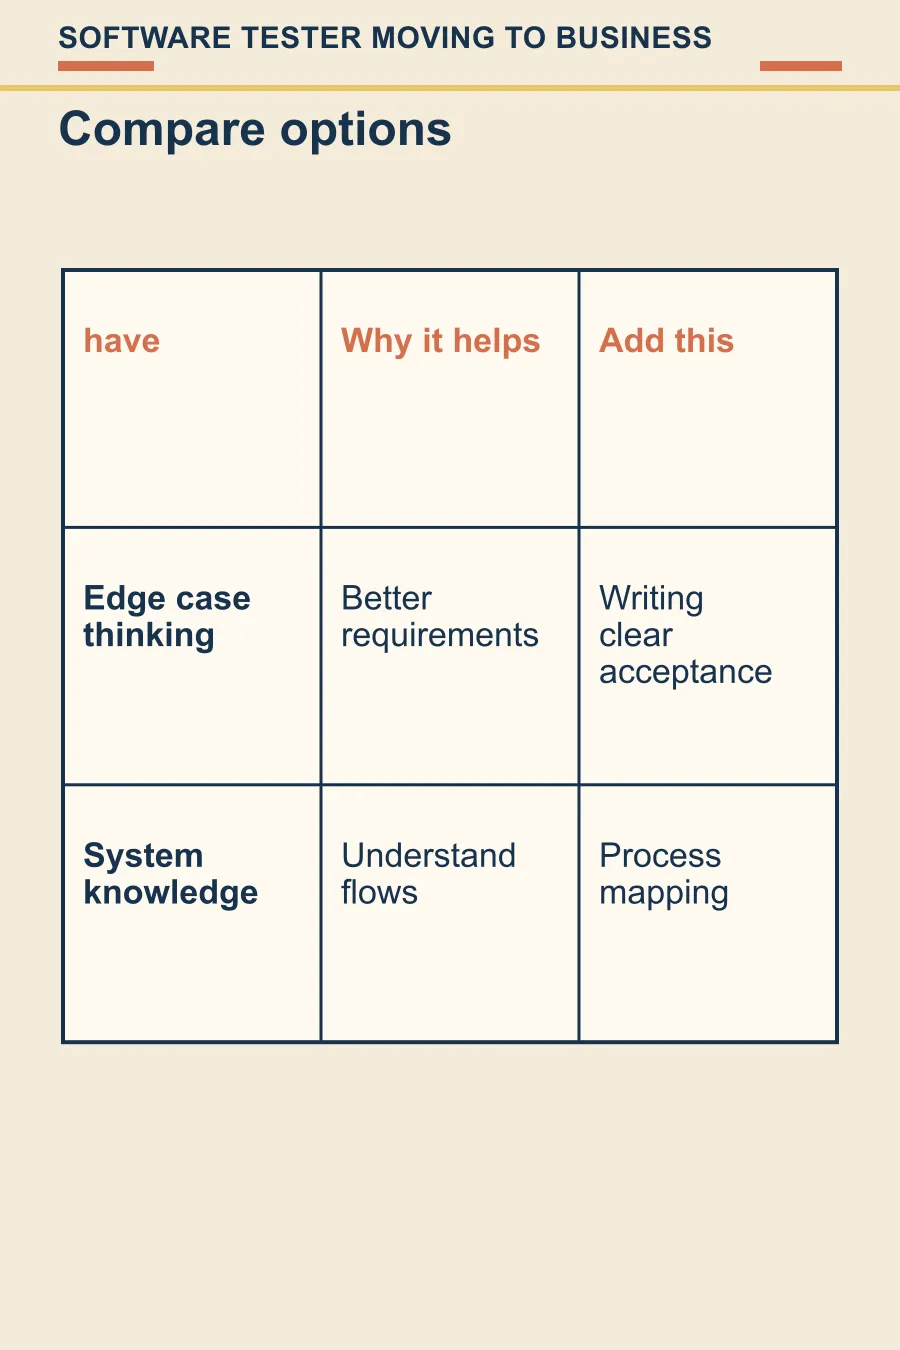 SOFTWARE TESTER MOVING TO BUSINESS
Compare options
have
Why it helps
Add this
Edge case
thinking
Better
requirements
Writing
clear
acceptance
System
knowledge
Understand
flows
Process
mapping